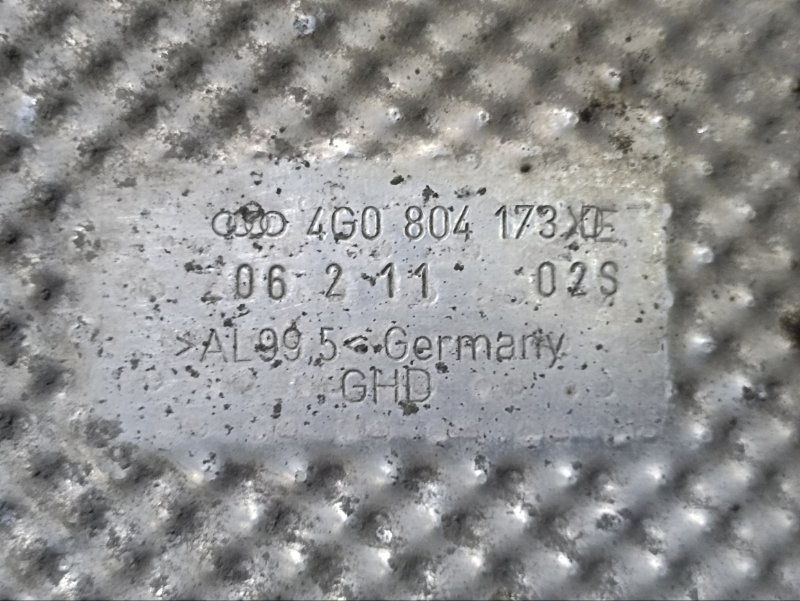 4G0 804 173 E
06 2 11 02S
>AL99,5< Germany
GHD